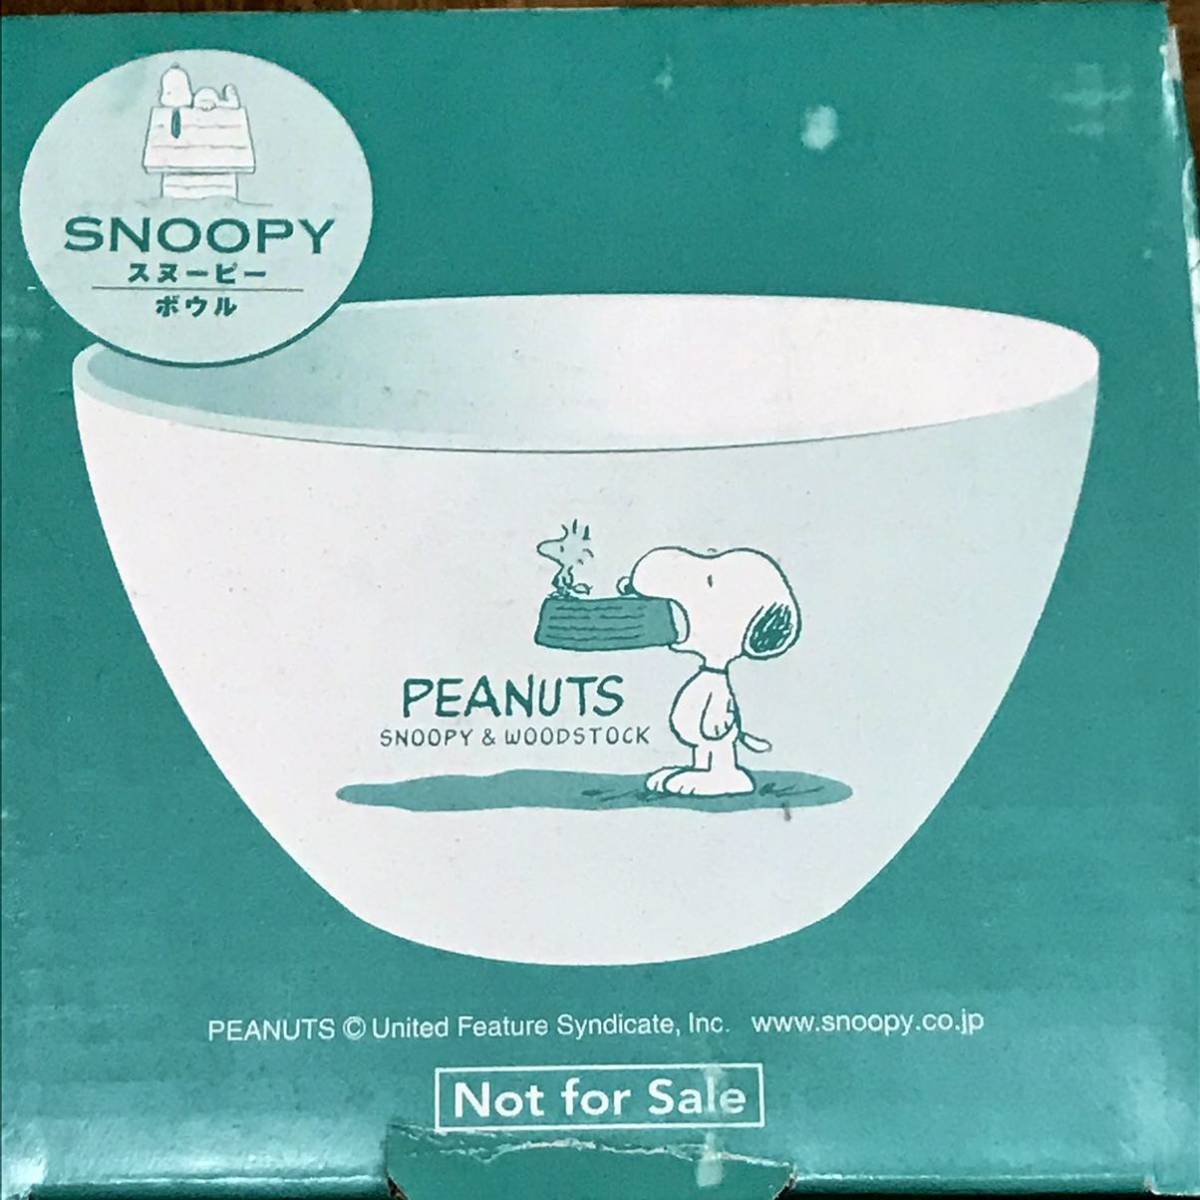 SNOOPY
スヌーピー
ボウル
PEANUTS
SNOOPY & WOODSTOCK
PEANUTS © United Feature Syndicate, Inc. www.snoopy.co.jp
Not for Sale